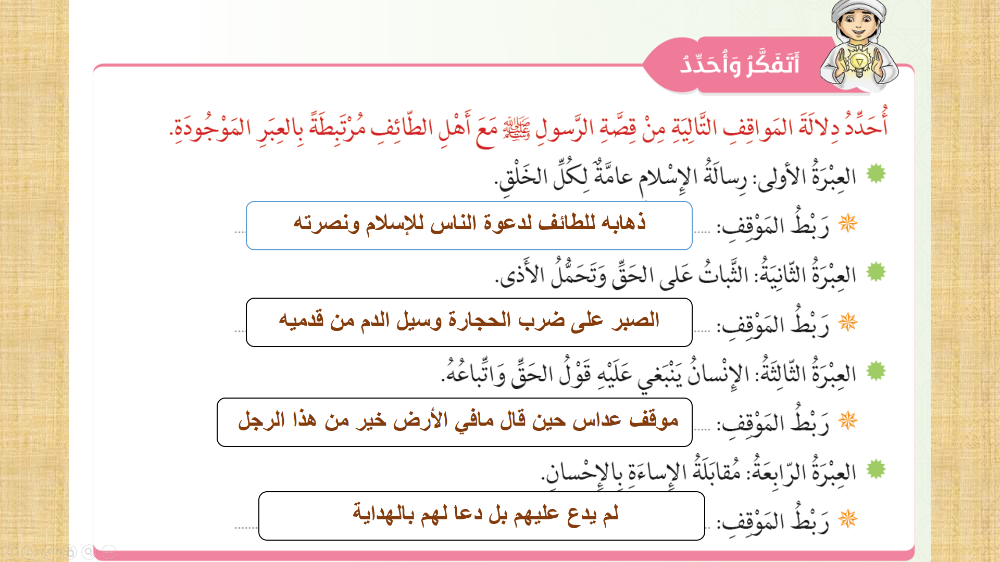 أَتَفَكَّرُ وَأُحَدِّدُ
أُحَدِّدُ دِلالَةَ المَواقِفِ التَّالِيَةِ مِنْ قِصَّةِ الرَّسولِ ﷺ مَعَ أَهْلِ الطّائِفِ مُرْتَبِطَةً بِالعِبَرِ المَوْجُودَةِ.
العِبْرَةُ الأولى: رِسالَةُ الإِسْلامِ عامَّةٌ لِكُلِّ الخَلْقِ.
رَبْطُ المَوْقِفِ: ..... ذهابه للطائف لدعوة الناس للإسلام ونصرته ....
العِبْرَةُ الثّانِيَةُ: الثَّباتُ عَلى الحَقِّ وَتَحَمُّلُ الأَذى.
رَبْطُ المَوْقِفِ: ..... الصبر على ضرب الحجارة وسيل الدم من قدميه ....
العِبْرَةُ الثّالِثَةُ: الإِنْسانُ يَنْبَغي عَلَيْهِ قَوْلُ الحَقِّ وَاتِّباعُهُ.
رَبْطُ المَوْقِفِ: ..... موقف عداس حين قال مافي الأرض خير من هذا الرجل
العِبْرَةُ الرّابِعَةُ: مُقابَلَةُ الإِساءَةِ بِالإِحْسانِ.
رَبْطُ المَوْقِفِ: .. لم يدع عليهم بل دعا لهم بالهداية ........